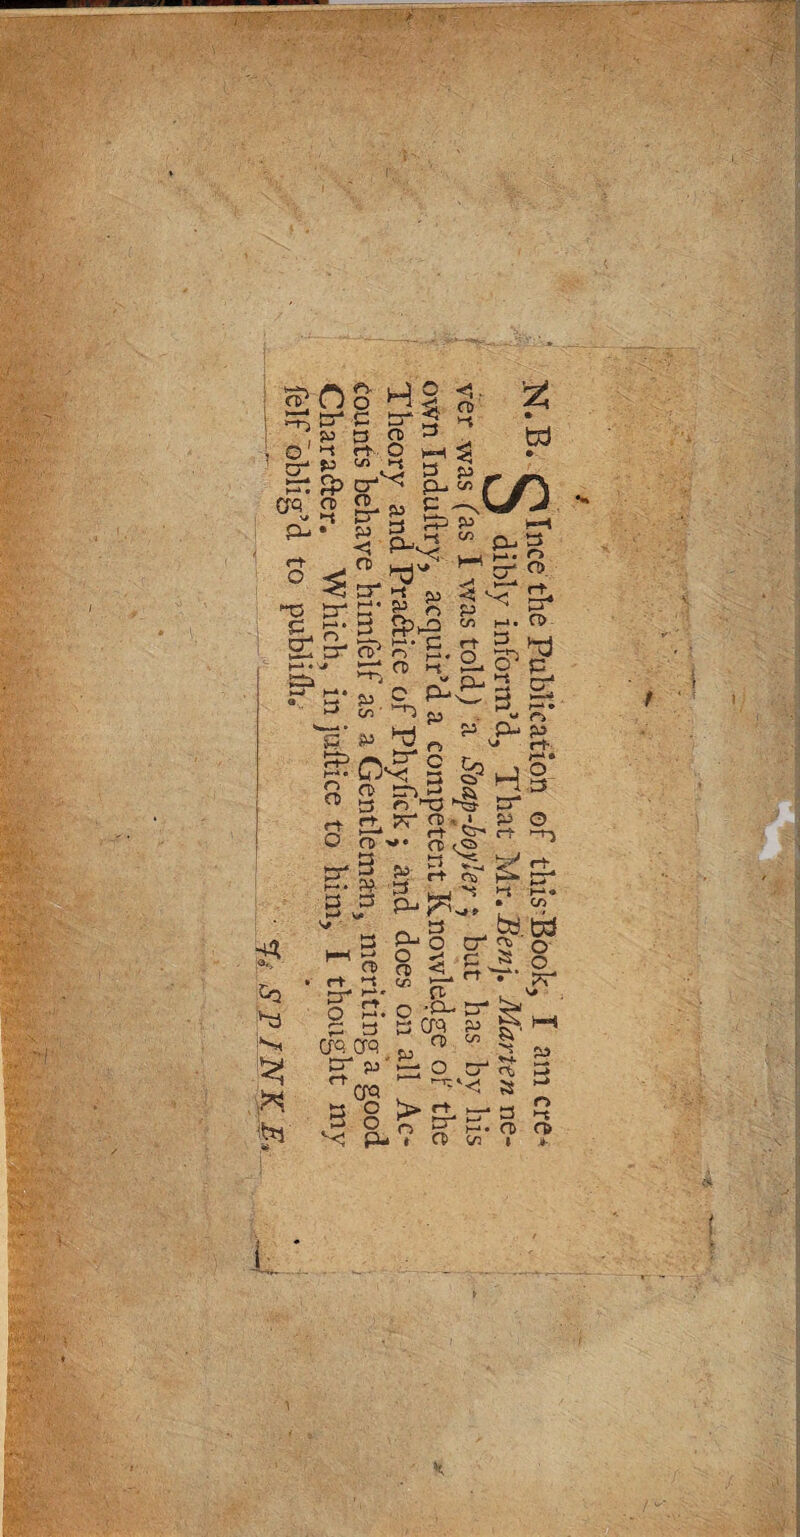 N. B. SInce the Publication of this Book, I am cre-
dibly inform'd, That Mr. Benj. Marten ne-
ver was (as I was told) a Soap-boyler; but has by his
own Induſtry, acquir'd a competent Knowledge of the
Theory and Practice of Phyſick; and does on all Ac-
counts behave himſelf as a Gentleman, meriting a good
Character. Which, in juſtice to him, I thought my
ſelf oblig'd to publiſh.
J. SPINKE.